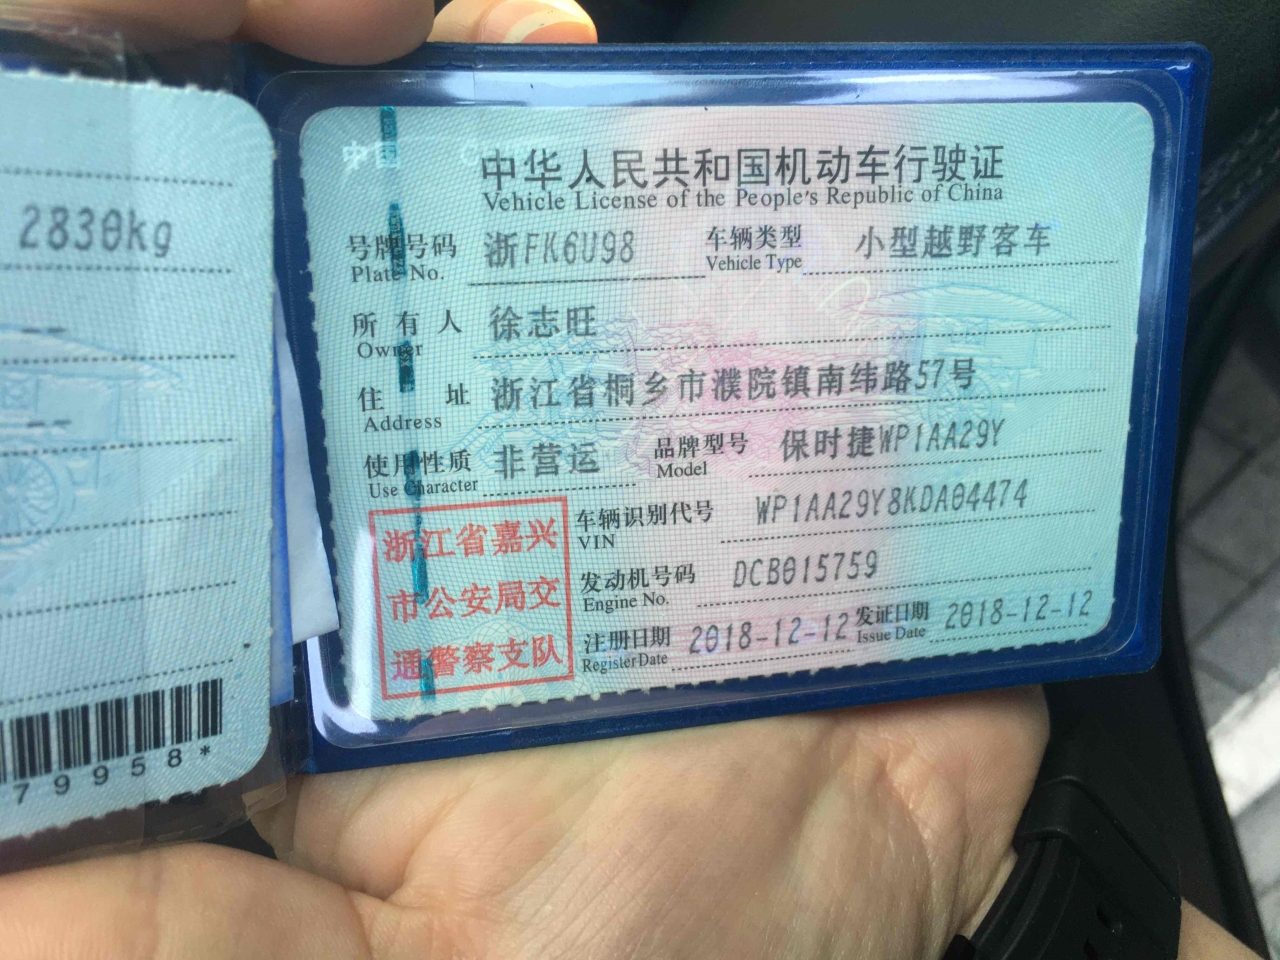 2830kg
79958*
中国
中华人民共和国机动车行驶证
Vehicle License of the People's Republic of China
号牌号码 浙FK6U98 车辆类型 小型越野客车
Plate No. Vehicle Type
所有人 徐志旺
Owner
住址 浙江省桐乡市濮院镇南纬路57号
Address
使用性质 非营运 品牌型号 保时捷WP1AA29Y
Use Character Model
浙江省嘉兴
市公安局交
通警察支队
车辆识别代号 WP1AA29Y8KDA04474
VIN
发动机号码 DCB015759
Engine No.
注册日期 2018-12-12 发证日期 2018-12-12
Register Date Issue Date